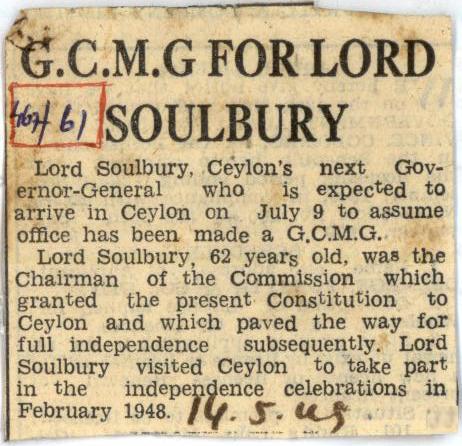 G.C.M.G FOR LORD
SOULBURY
61
Lord Soulbury, Ceylon's next Gov-
ernor-General who is expected to
arrive in Ceylon on July 9 to assume
office has been made a G.C.M.G.
Lord Soulbury, 62 years old, was the
Chairman of the Commission which
granted the present Constitution to
Ceylon and which paved the way for
full independence subsequently. Lord
Soulbury visited Ceylon to take part
in the independence celebrations in
February 1948.
14.5.49